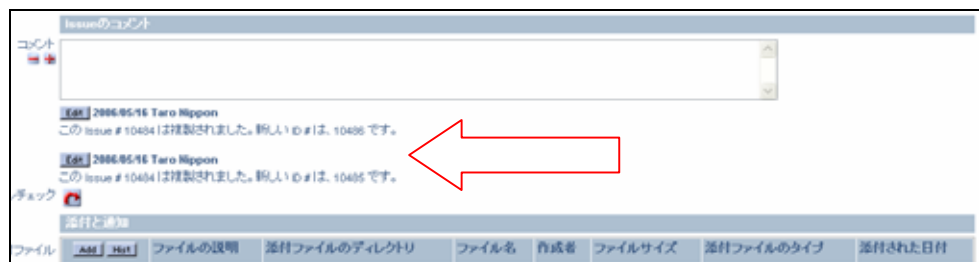 Issueのコメント
コメント
Edit 2006/05/16 Taro Nippon
この Issue # 10484 は複製されました。新しい ID # は、10486 です。
Edit 2006/05/16 Taro Nippon
この Issue # 10484 は複製されました。新しい ID # は、10485 です。
チェック
添付と通知
ファイル Add Hist ファイルの説明 添付ファイルのディレクトリ ファイル名 作成者 ファイルサイズ 添付ファイルのタイプ 添付された日付